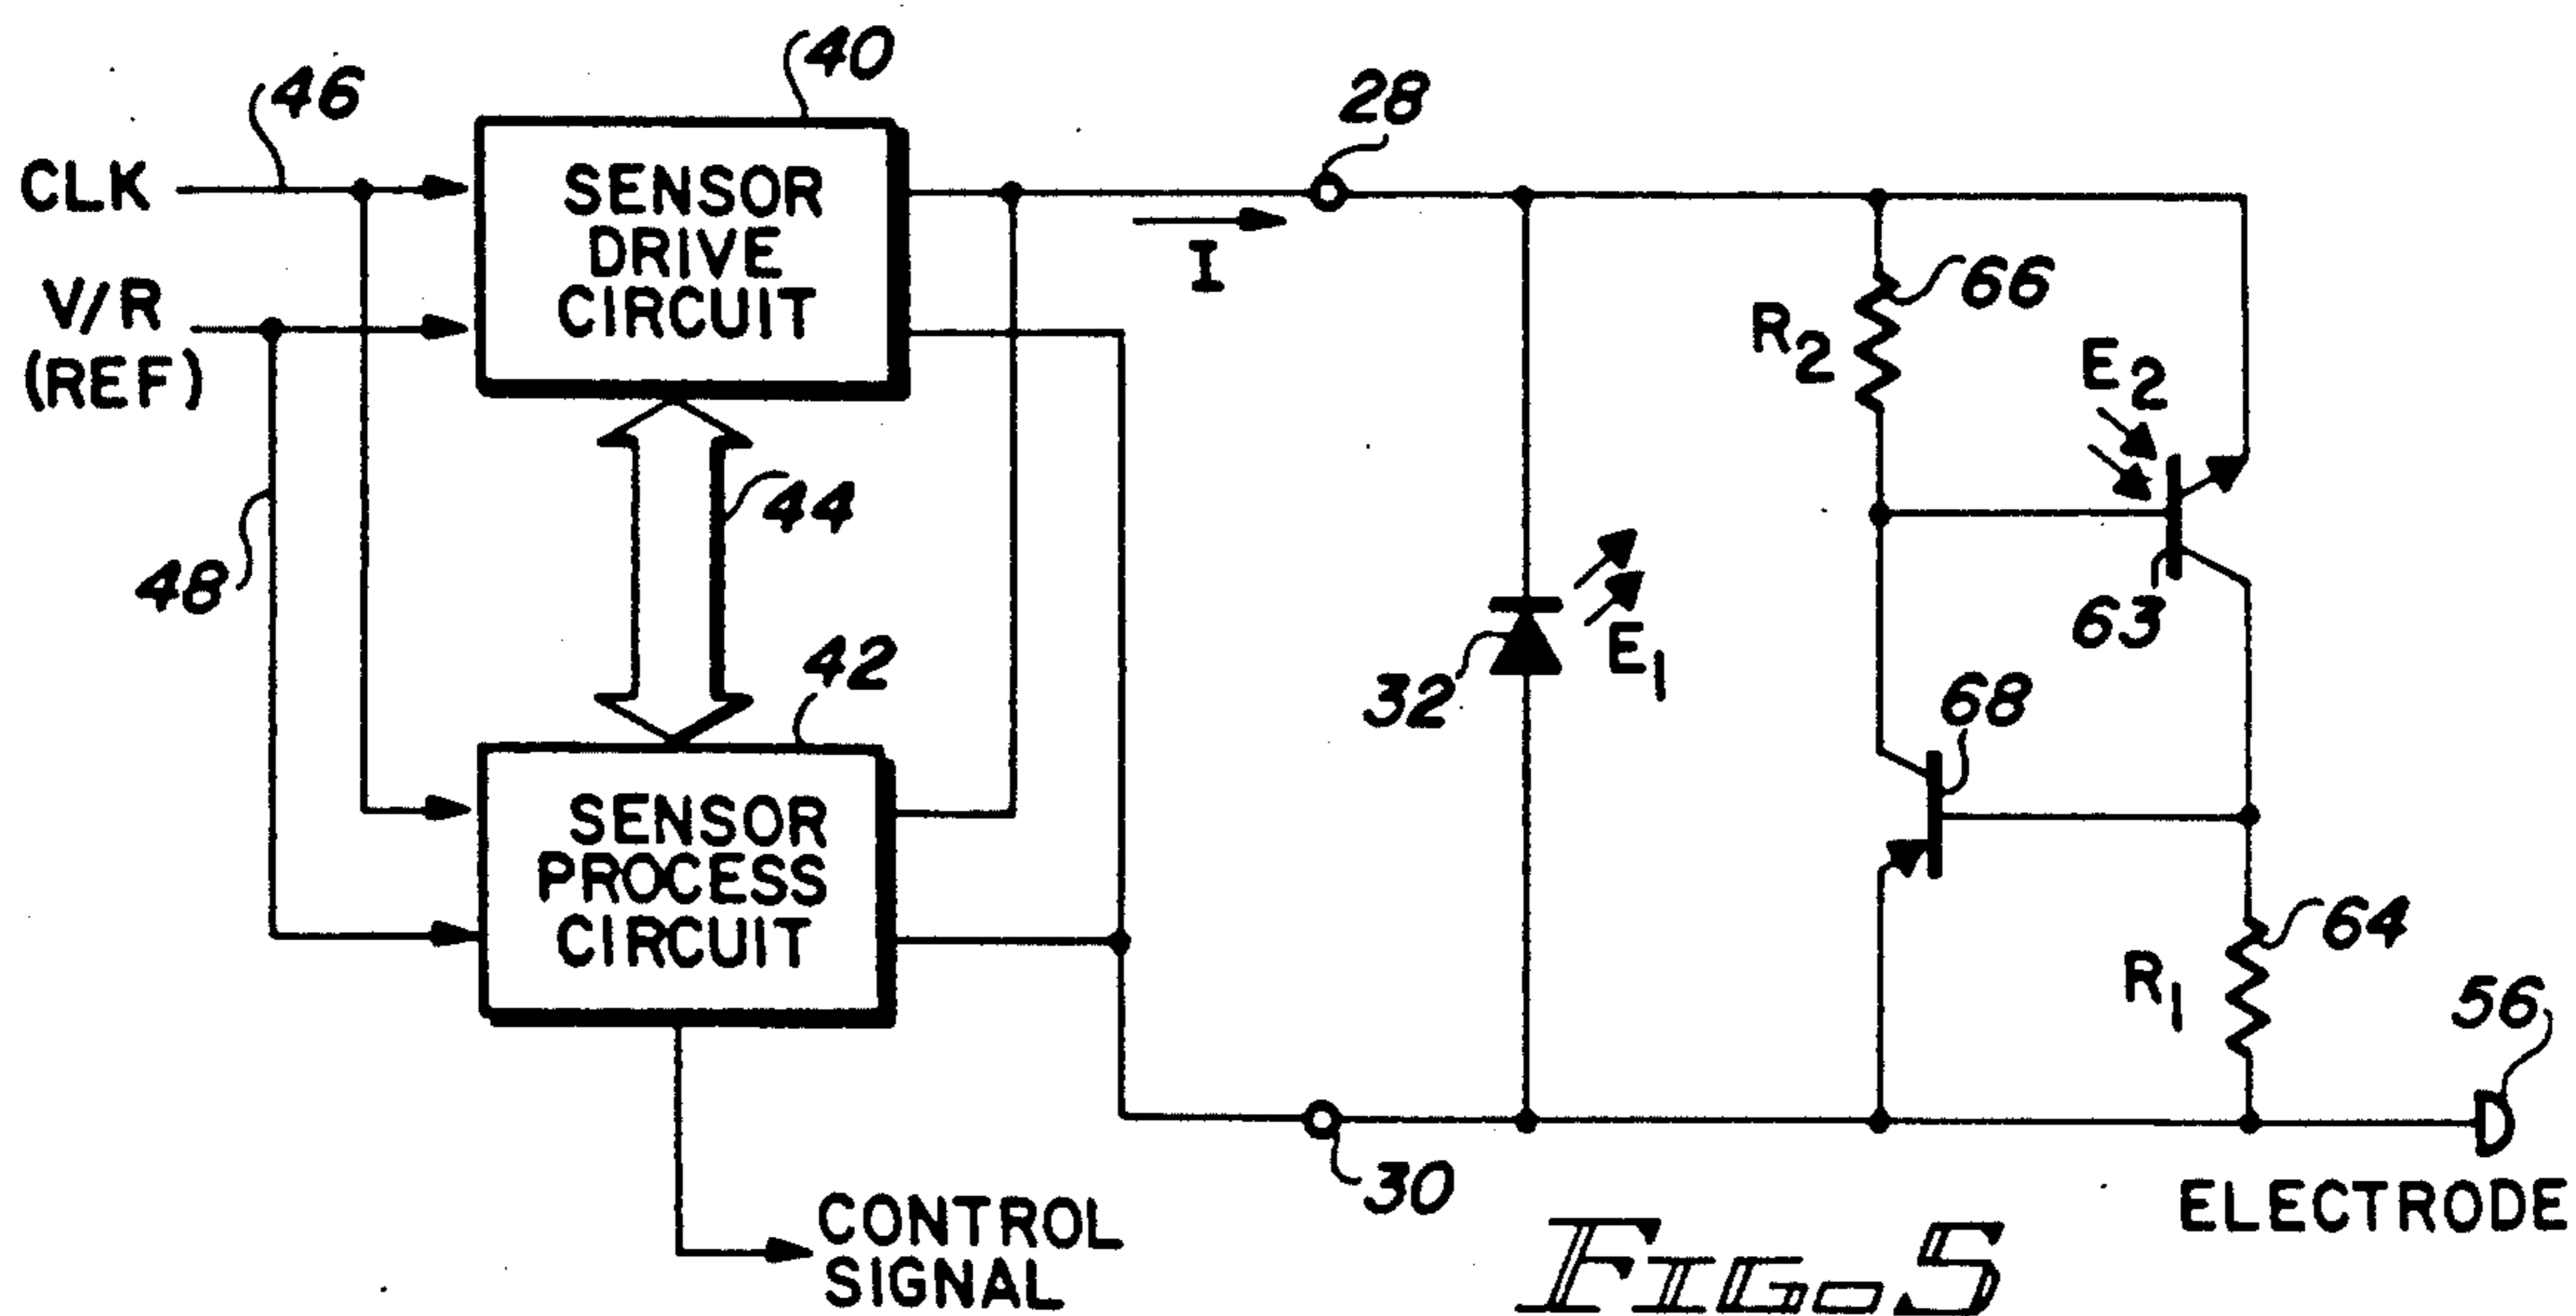 40
46
28
CLK
SENSOR
DRIVE
CIRCUIT
V/R
(REF)
I
R2
66
E2
44
48
63
32
E1
42
68
SENSOR
PROCESS
CIRCUIT
64
R1
56
30
ELECTRODE
CONTROL
SIGNAL
FIG. 5